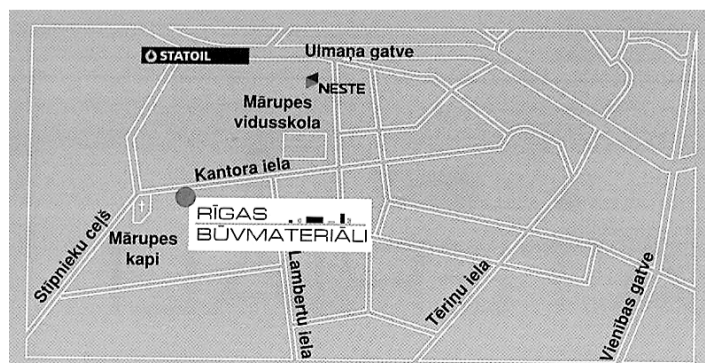 STATOIL
Ulmaņa gatve
NESTE
Mārupes
vidusskola
Kantora iela
RĪGAS
BŪVMATERIĀLI
Mārupes
kapi
Stīpnieku ceļš
Lambertu iela
Tēriņu iela
Vienības gatve